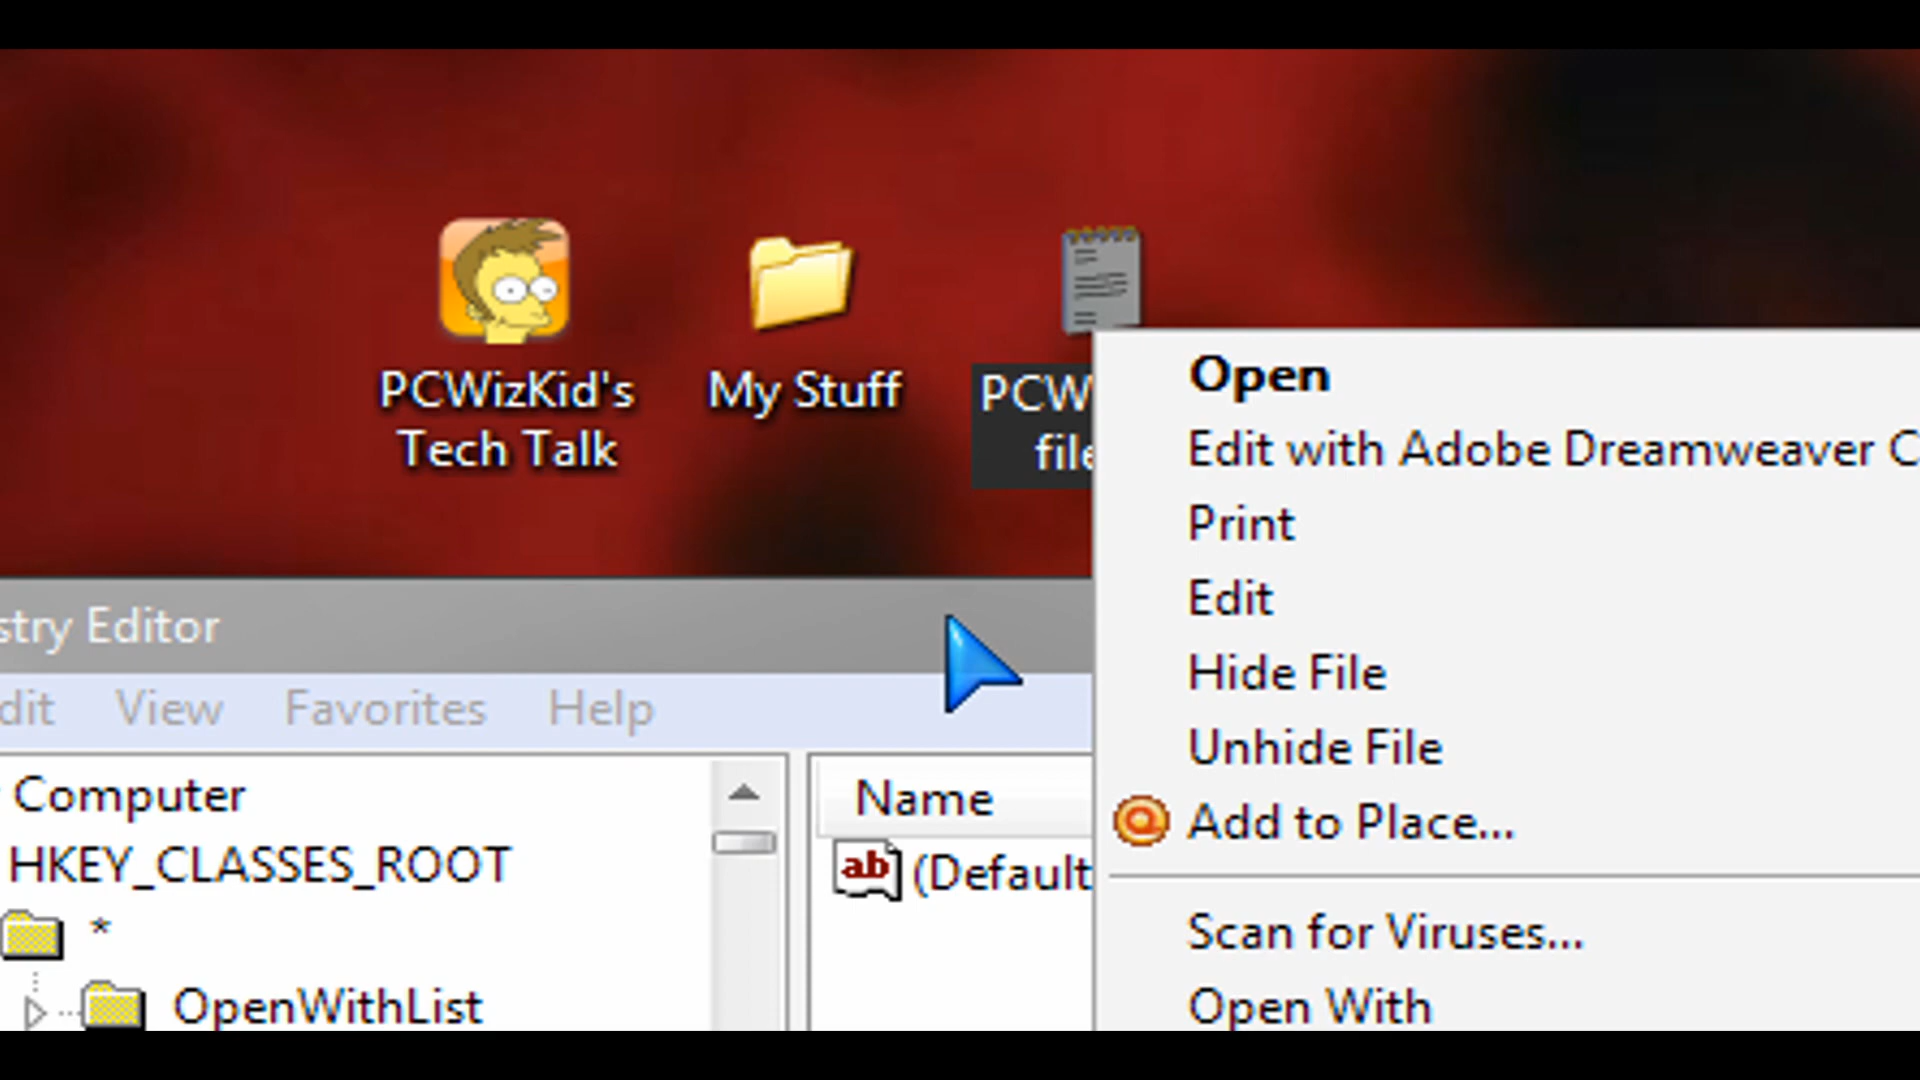 PCWizKid's
Tech Talk
My Stuff
PCW
file
Open
Edit with Adobe Dreamweaver C
Print
Edit
Hide File
Unhide File
Add to Place...
Scan for Viruses...
Open With
stry Editor
dit View Favorites Help
Computer
HKEY_CLASSES_ROOT
*
OpenWithList
Name
ab (Default